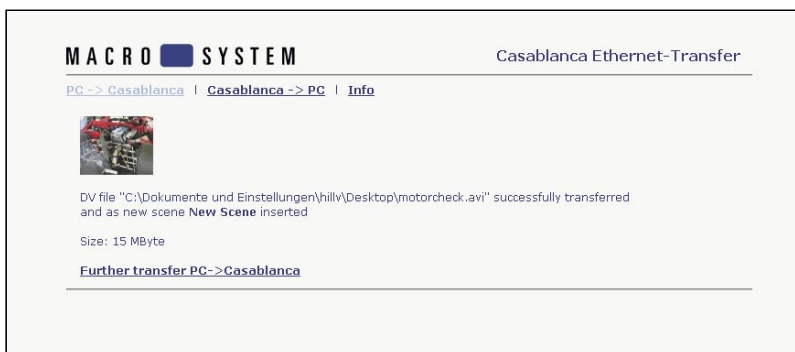 MACRO SYSTEM
Casablanca Ethernet-Transfer
PC -> Casablanca | Casablanca -> PC | Info
DV file "C:\Dokumente und Einstellungen\hillv\Desktop\motorcheck.avi" successfully transferred
and as new scene New Scene inserted
Size: 15 MByte
Further transfer PC->Casablanca